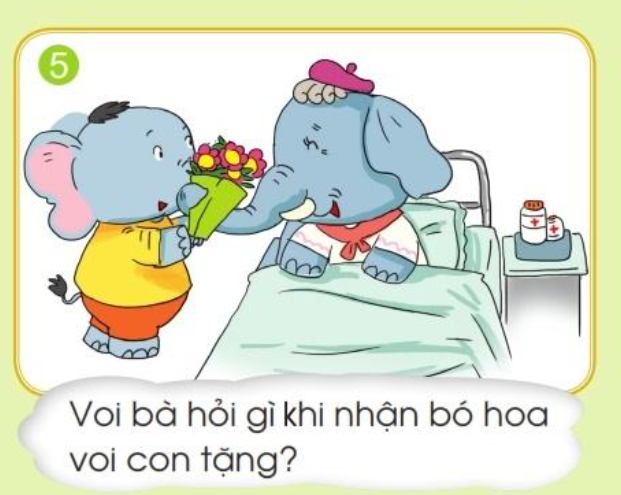 5
Voi bà hỏi gì khi nhận bó hoa
voi con tặng?